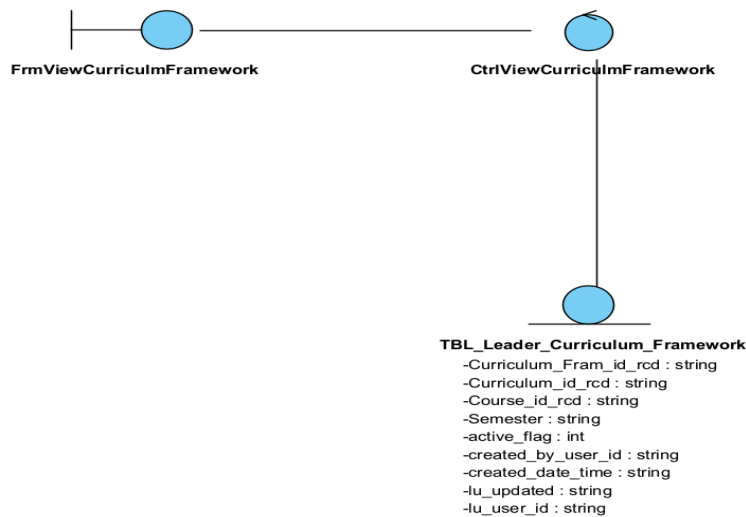 FrmViewCurriculmFramework
CtrlViewCurriculmFramework
TBL_Leader_Curriculum_Framework
-Curriculum_Fram_id_rcd : string
-Curriculum_id_rcd : string
-Course_id_rcd : string
-Semester : string
-active_flag : int
-created_by_user_id : string
-created_date_time : string
-lu_updated : string
-lu_user_id : string